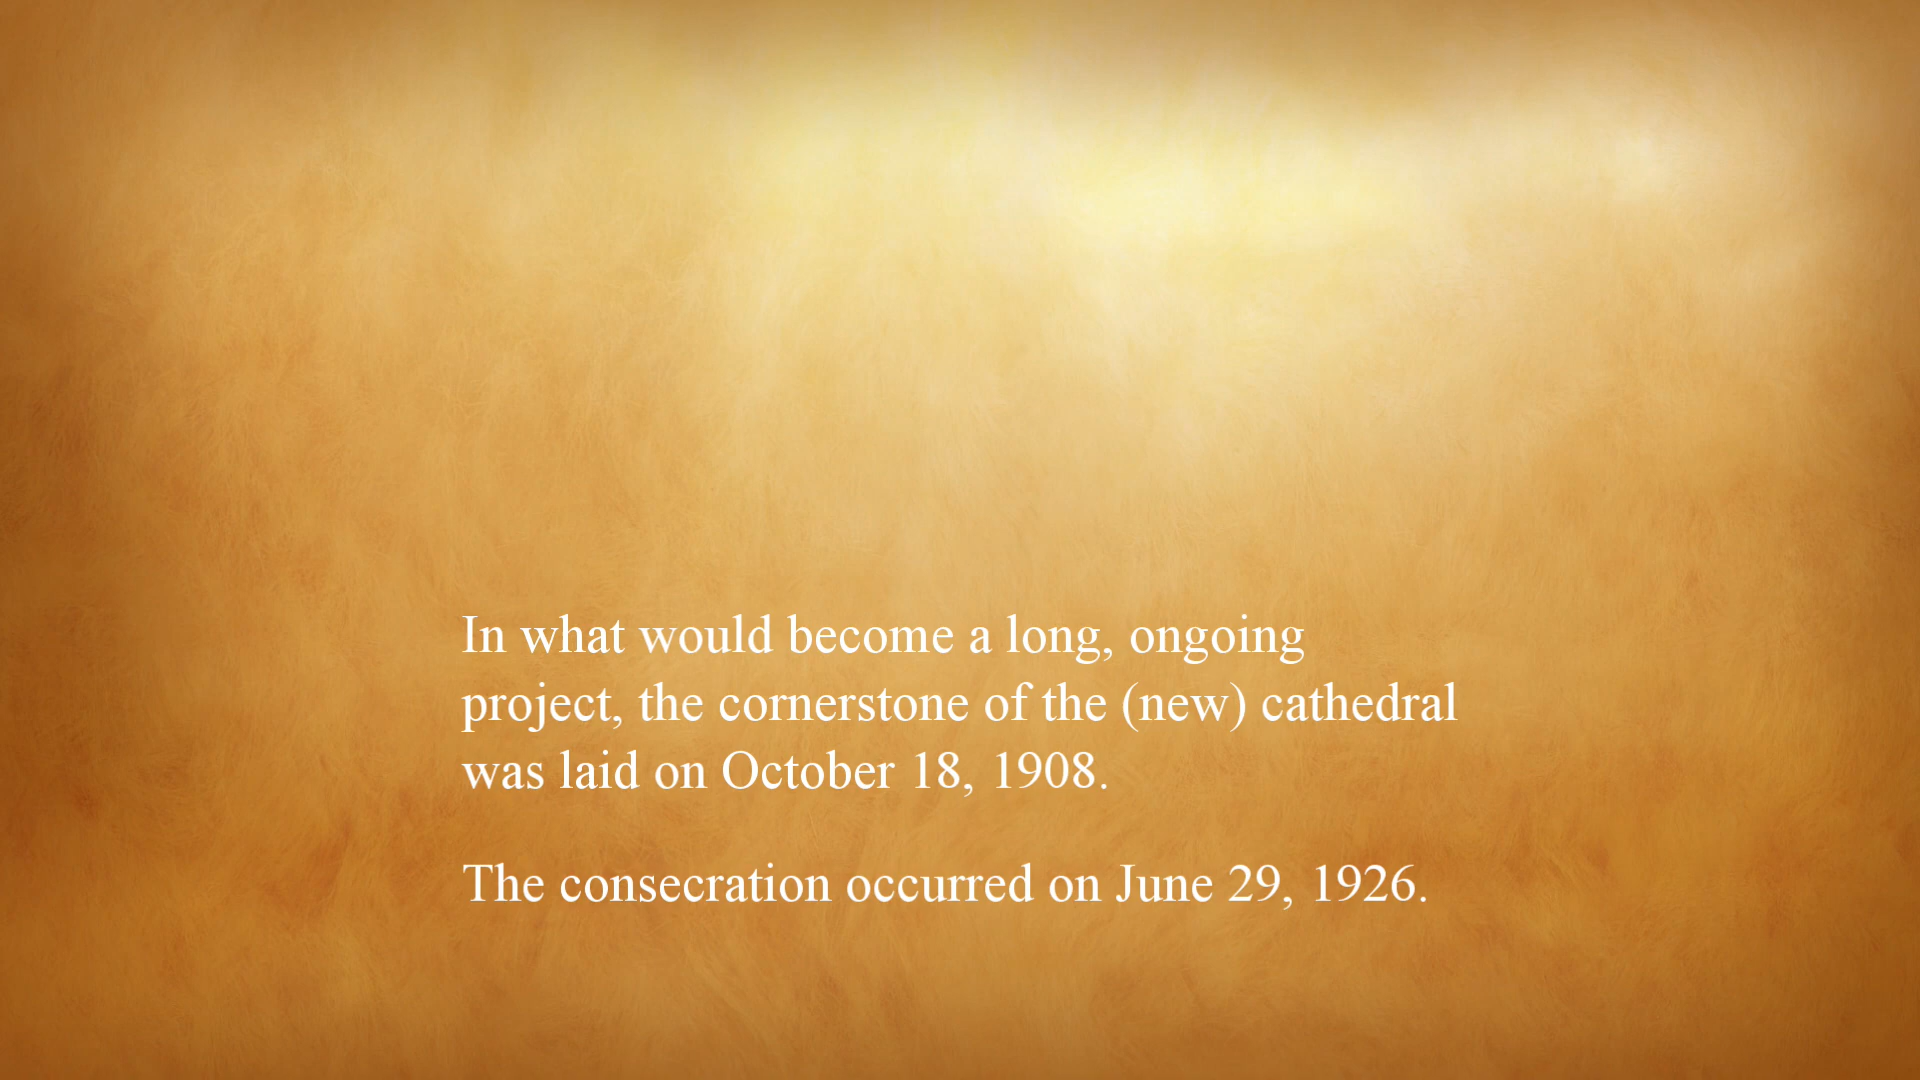 In what would become a long, ongoing
project, the cornerstone of the (new) cathedral
was laid on October 18, 1908.
The consecration occurred on June 29, 1926.